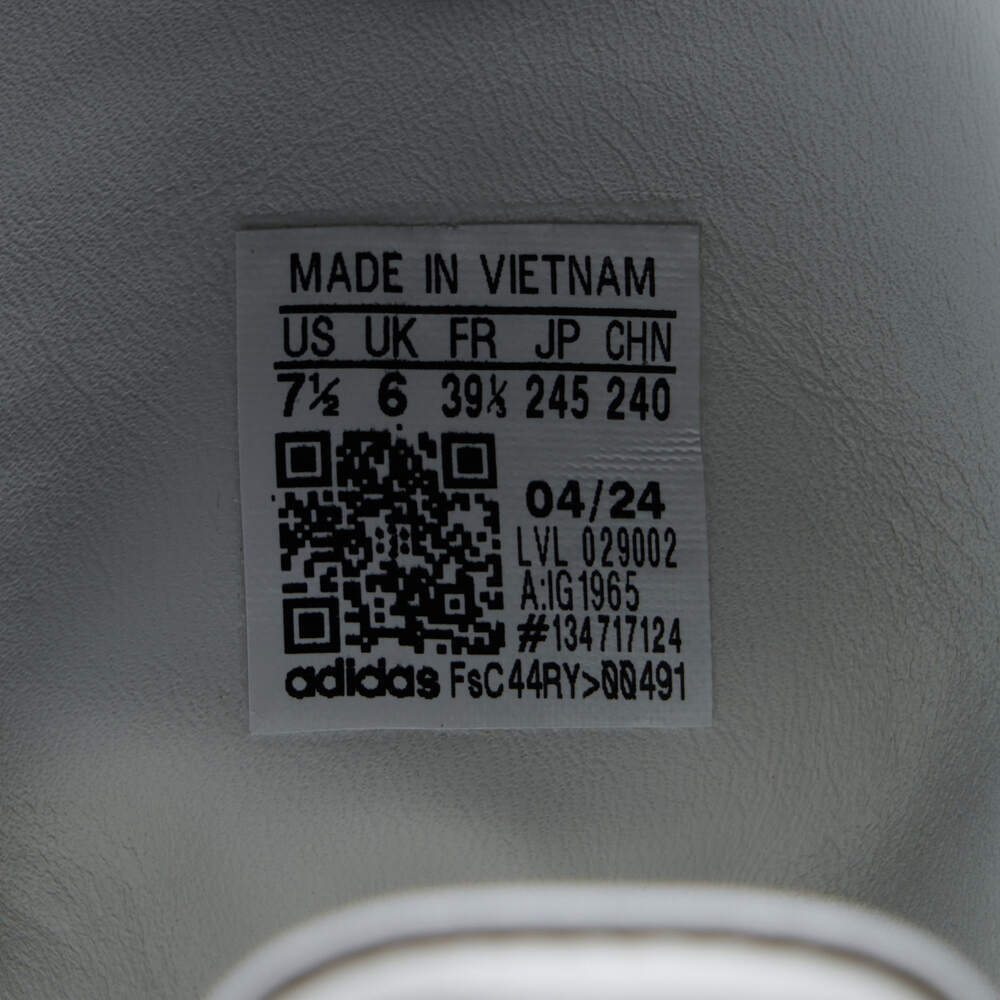 MADE IN VIETNAM
US UK FR JP CHN
7½ 6 39⅓ 245 240
04/24
LVL 029002
A:IG1965
#134717124
adidas FsC44RY>00491